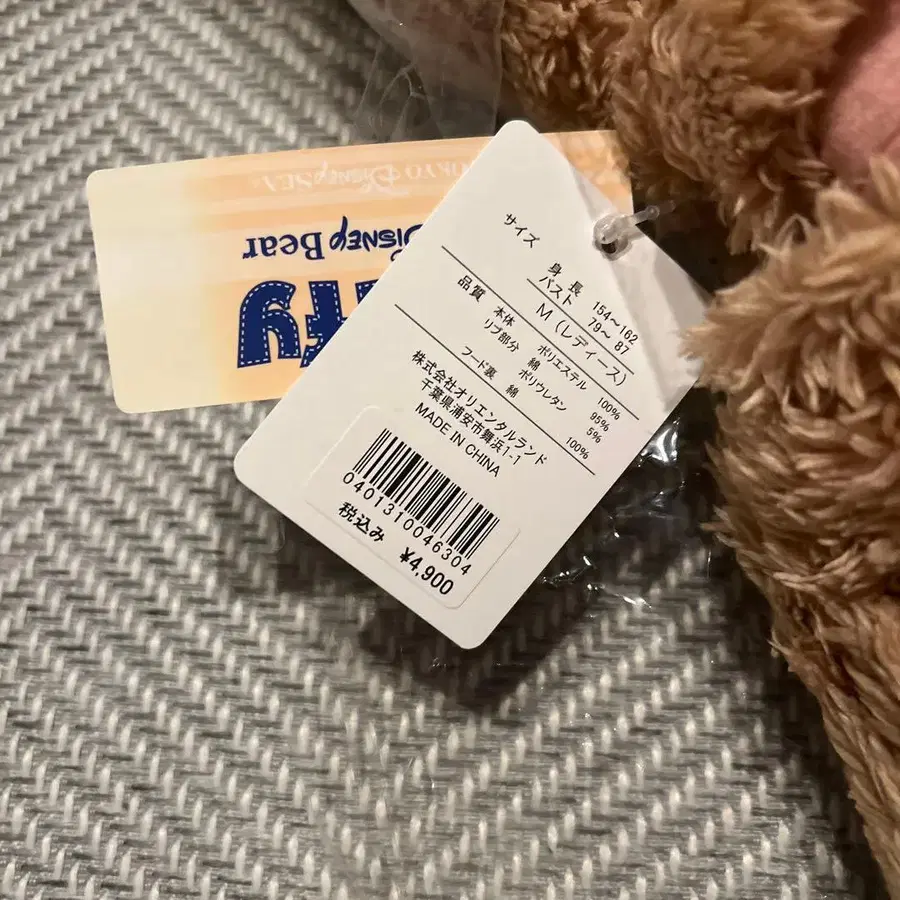 サイズ
身長 154〜162
バスト 79〜 87
M（レディース）
品質 本体 ポリエステル 100%
リブ部分 綿 95%
ポリウレタン 5%
フード裏 綿 100%
株式会社オリエンタルランド
千葉県浦安市舞浜1-1
MADE IN CHINA
0401310046304
税込み ¥4,900
TOKYO DISNEYSEA
DISNEY BEAR
ffy